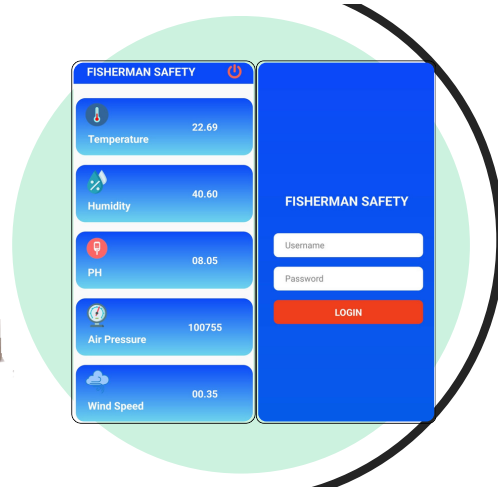 FISHERMAN SAFETY
Temperature
22.69
Humidity
40.60
PH
08.05
Air Pressure
100755
Wind Speed
00.35
FISHERMAN SAFETY
Username
Password
LOGIN